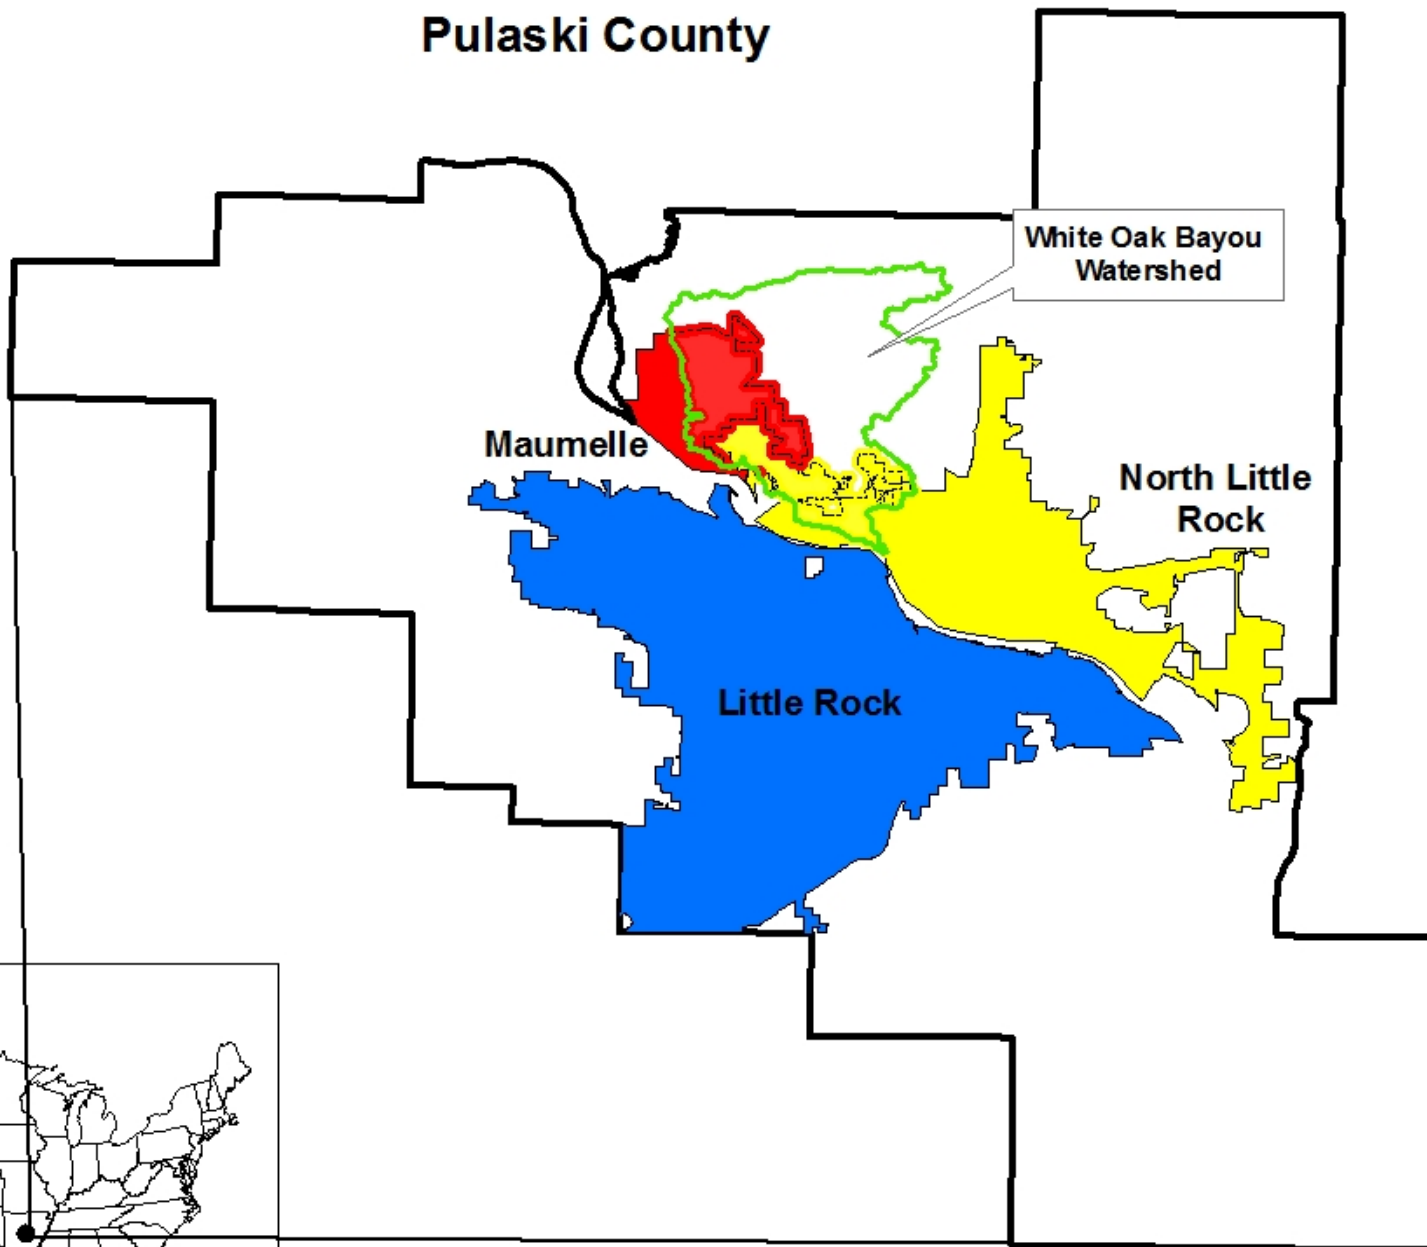 Pulaski County
White Oak Bayou
Watershed
Maumelle
North Little
Rock
Little Rock